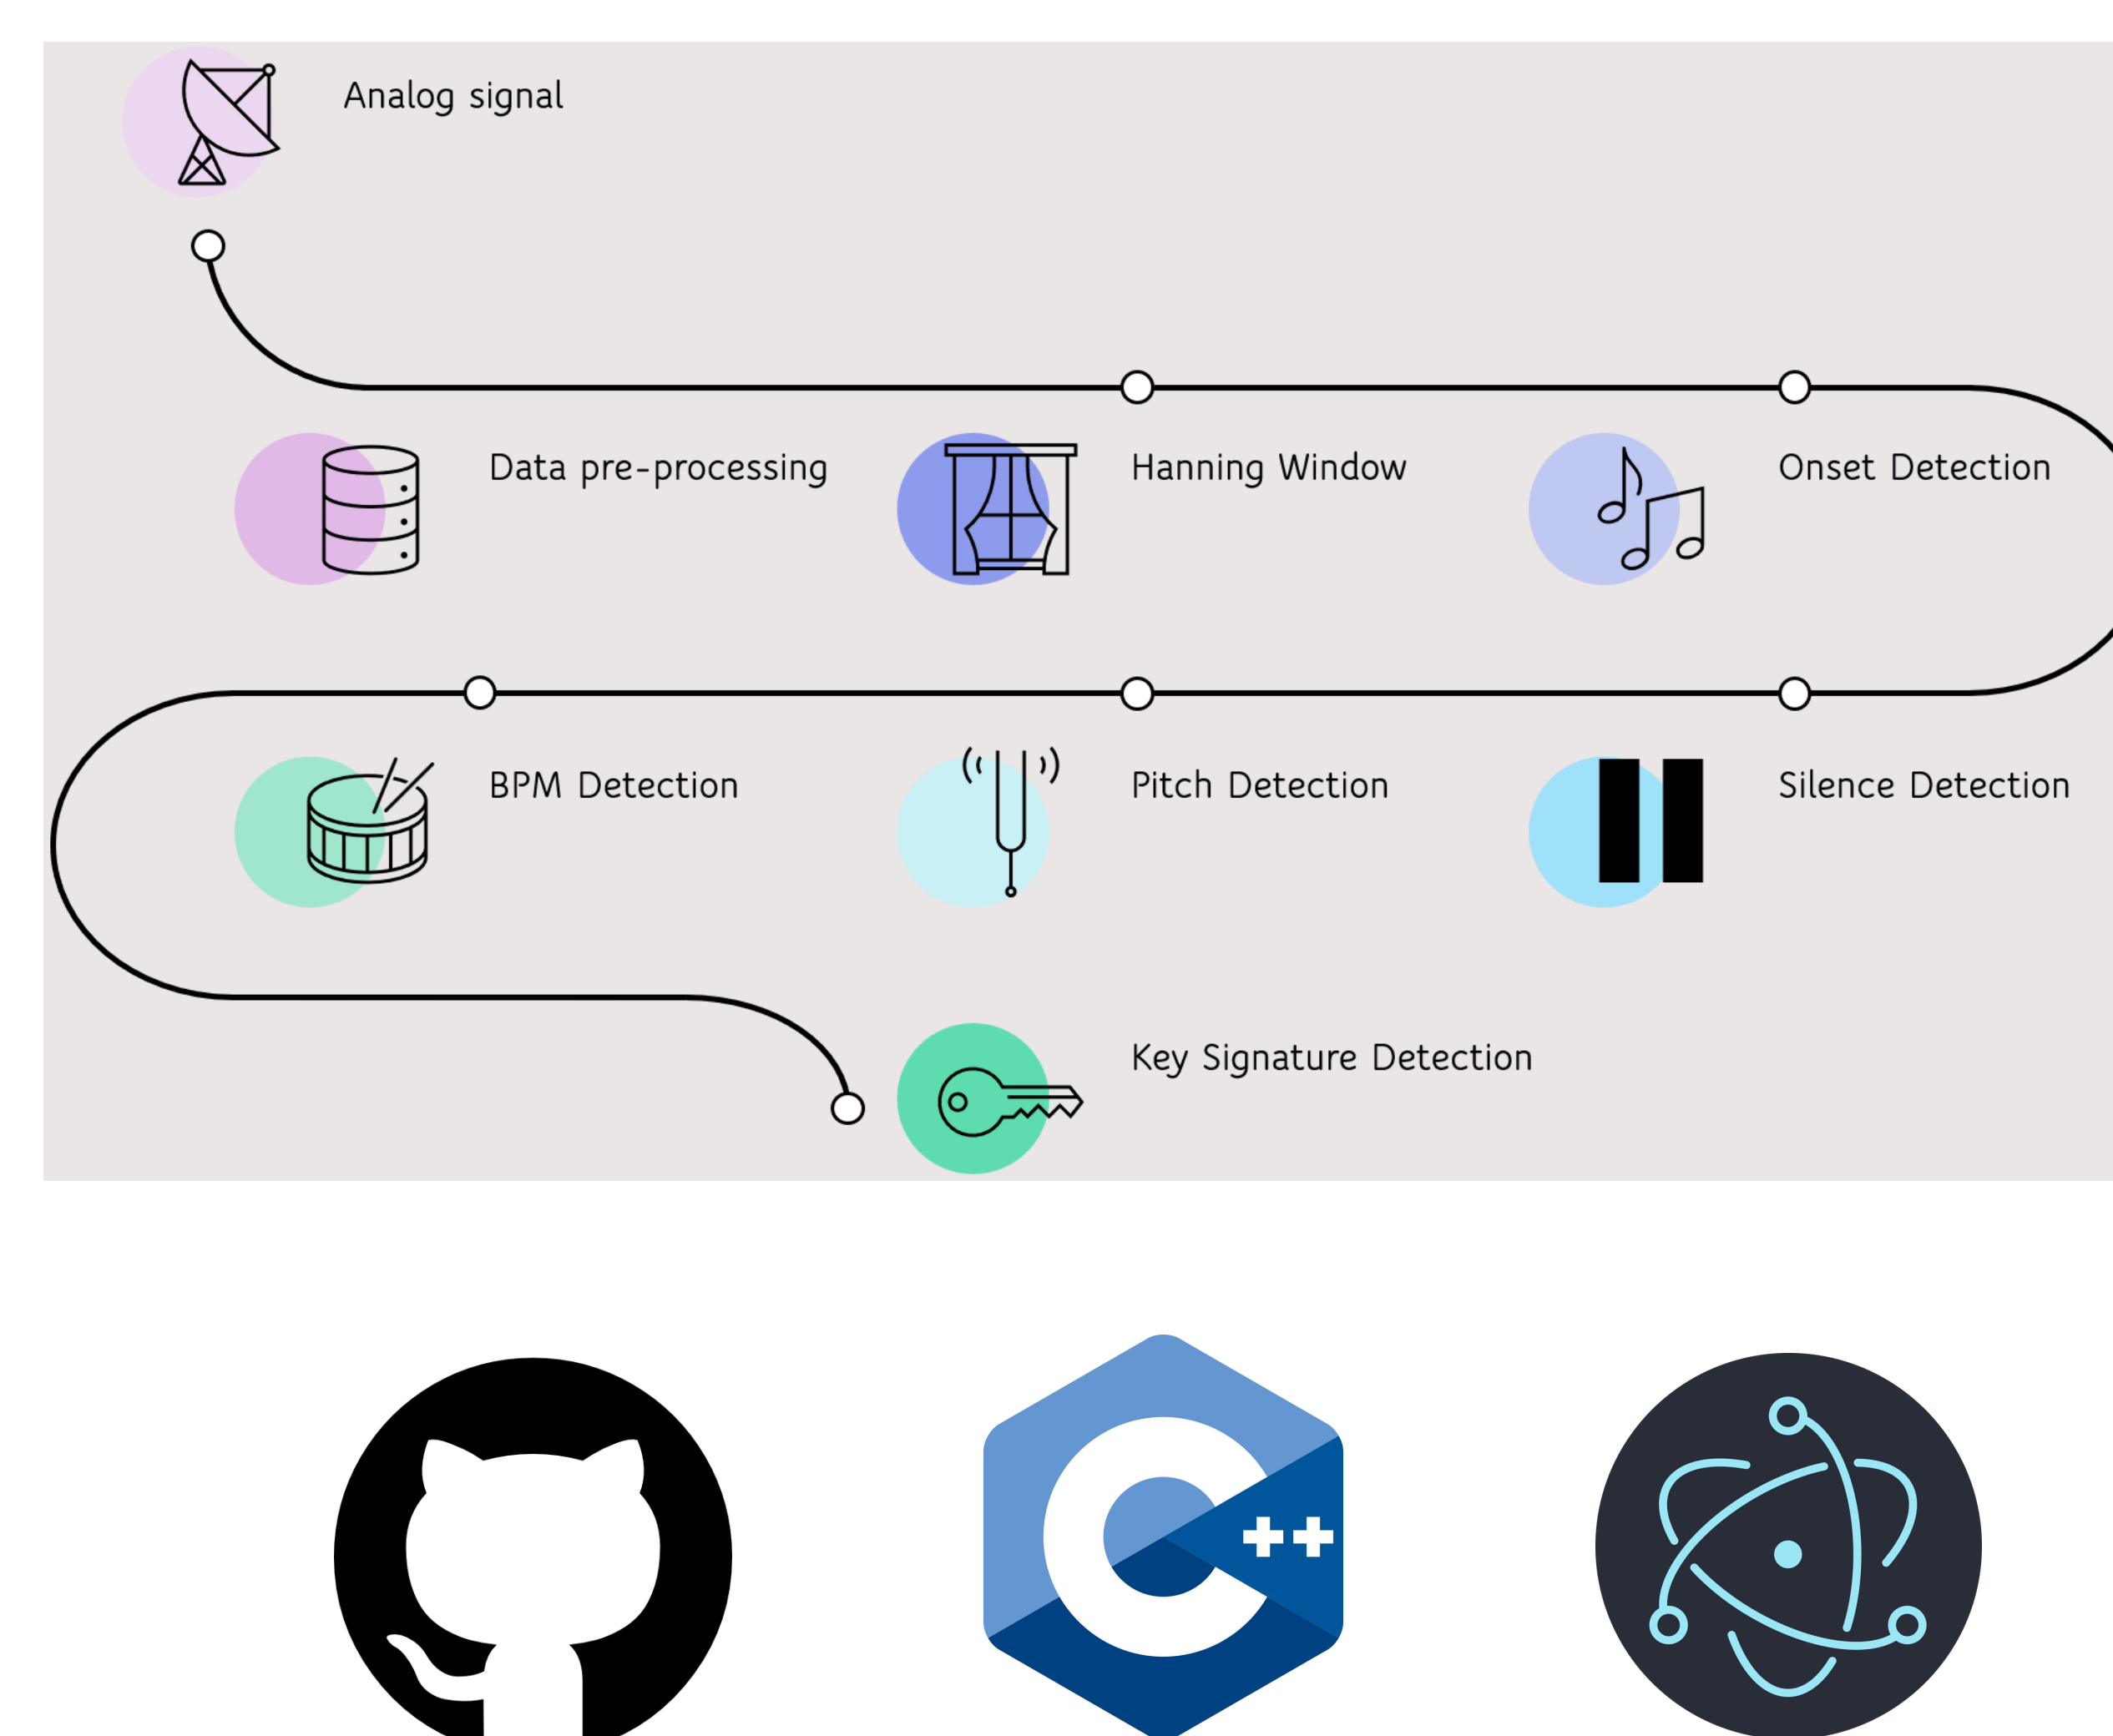 Analog signal
Data pre-processing
Hanning Window
Onset Detection
BPM Detection
Pitch Detection
Silence Detection
Key Signature Detection
++